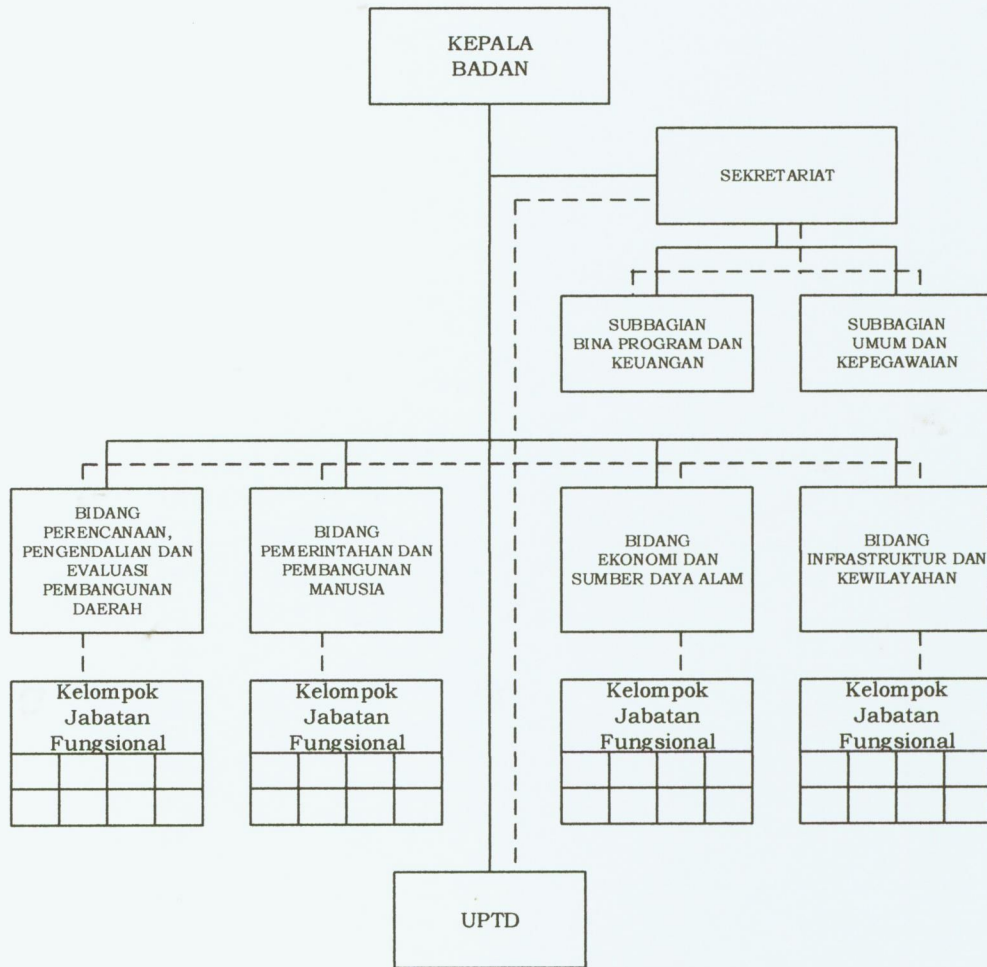 KEPALA
BADAN
SEKRETARIAT
SUBBAGIAN
BINA PROGRAM DAN
KEUANGAN
SUBBAGIAN
UMUM DAN
KEPEGAWAIAN
BIDANG
PERENCANAAN,
PENGENDALIAN DAN
EVALUASI
PEMBANGUNAN
DAERAH
BIDANG
PEMERINTAHAN DAN
PEMBANGUNAN
MANUSIA
BIDANG
EKONOMI DAN
SUMBER DAYA ALAM
BIDANG
INFRASTRUKTUR DAN
KEWILAYAHAN
Kelompok
Jabatan
Fungsional
Kelompok
Jabatan
Fungsional
Kelompok
Jabatan
Fungsional
Kelompok
Jabatan
Fungsional
UPTD